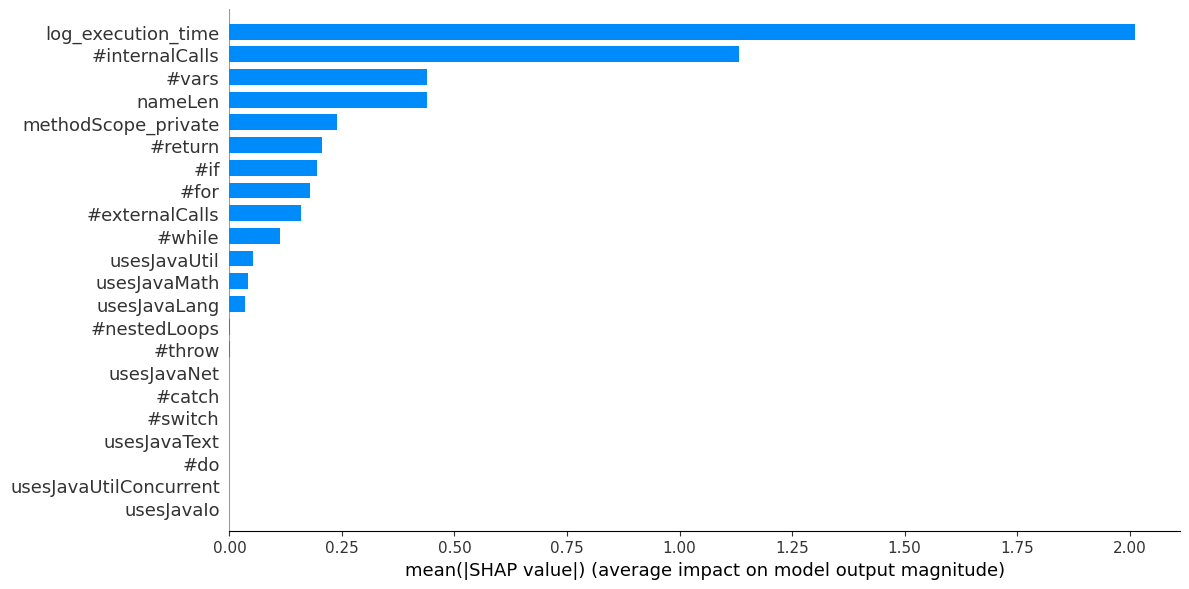 log_execution_time
#internalCalls
#vars
nameLen
methodScope_private
#return
#if
#for
#externalCalls
#while
usesJavaUtil
usesJavaMath
usesJavaLang
#nestedLoops
#throw
usesJavaNet
#catch
#switch
usesJavaText
#do
usesJavaUtilConcurrent
usesJavaIo
0.00 0.25 0.50 0.75 1.00 1.25 1.50 1.75 2.00
mean(|SHAP value|) (average impact on model output magnitude)